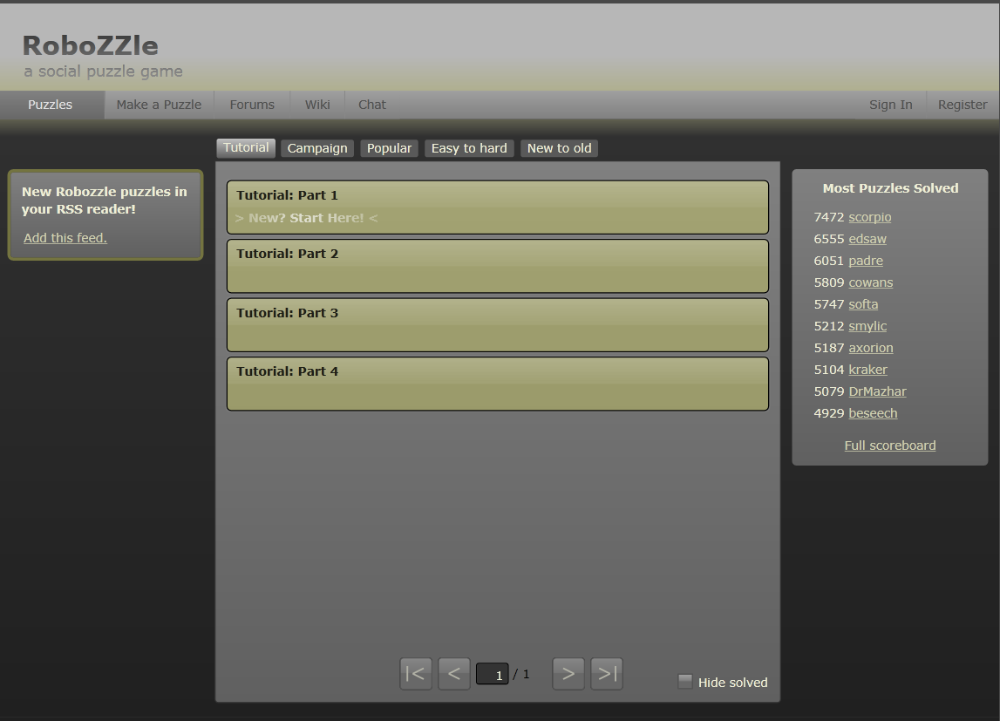 RoboZZle
a social puzzle game
Puzzles
Make a Puzzle
Forums
Wiki
Chat
Sign In
Register
Tutorial
Campaign
Popular
Easy to hard
New to old
New Robozzle puzzles in
your RSS reader!
Add this feed.
Tutorial: Part 1
> New? Start Here! <
Tutorial: Part 2
Tutorial: Part 3
Tutorial: Part 4
|<
<
1 / 1
>
>|
Hide solved
Most Puzzles Solved
7472 scorpio
6555 edsaw
6051 padre
5809 cowans
5747 softa
5212 smylic
5187 axorion
5104 kraker
5079 DrMazhar
4929 beseech
Full scoreboard